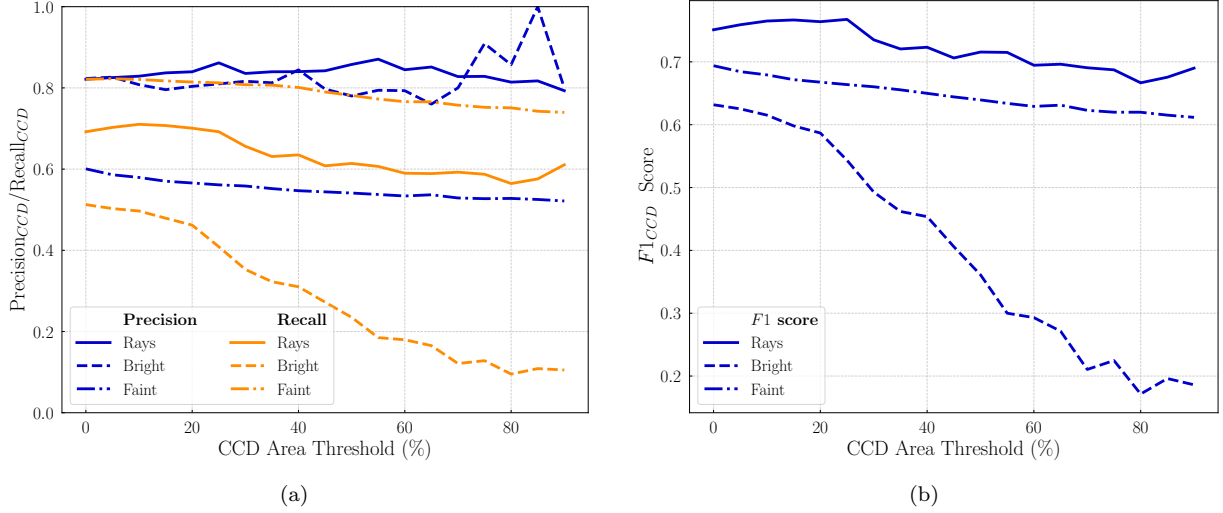 1.0
0.8
0.6
0.4
0.2
0.0
Precision_CCD/Recall_CCD
Precision Recall
Rays Rays
Bright Bright
Faint Faint
0 20 40 60 80
CCD Area Threshold (%)
(a)
0.7
0.6
0.5
0.4
0.3
0.2
F1_CCD Score
F1 score
Rays
Bright
Faint
0 20 40 60 80
CCD Area Threshold (%)
(b)